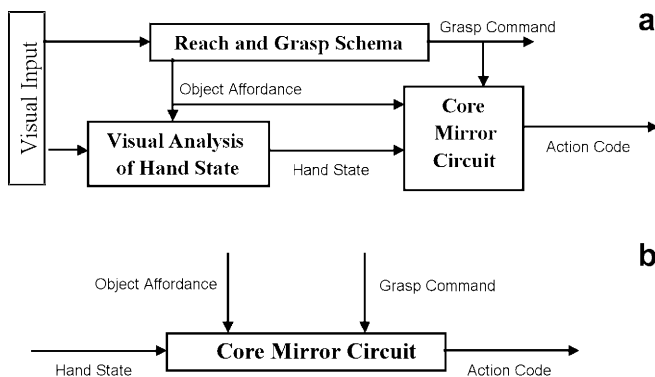 a
Visual Input
Reach and Grasp Schema
Grasp Command
Object Affordance
Visual Analysis
of Hand State
Hand State
Core
Mirror
Circuit
Action Code
b
Object Affordance
Grasp Command
Hand State
Core Mirror Circuit
Action Code